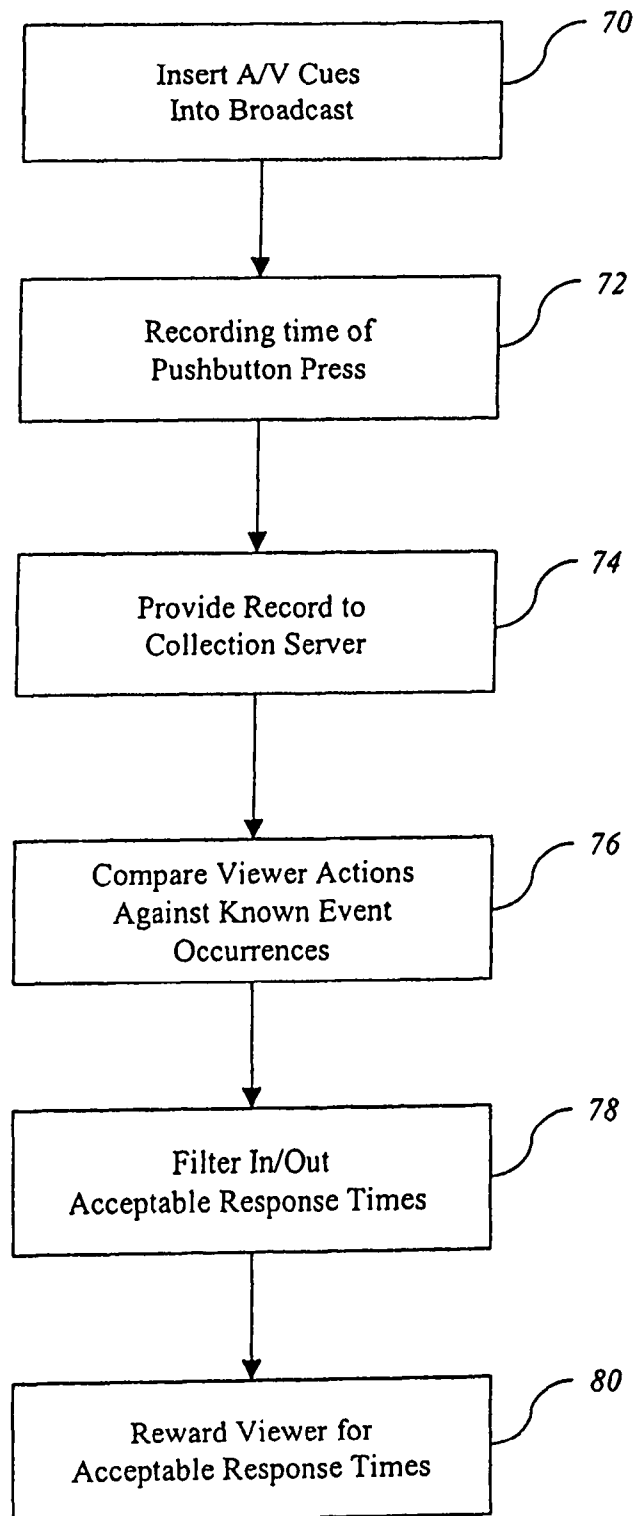 70
Insert A/V Cues
Into Broadcast
72
Recording time of
Pushbutton Press
74
Provide Record to
Collection Server
76
Compare Viewer Actions
Against Known Event
Occurrences
78
Filter In/Out
Acceptable Response Times
80
Reward Viewer for
Acceptable Response Times